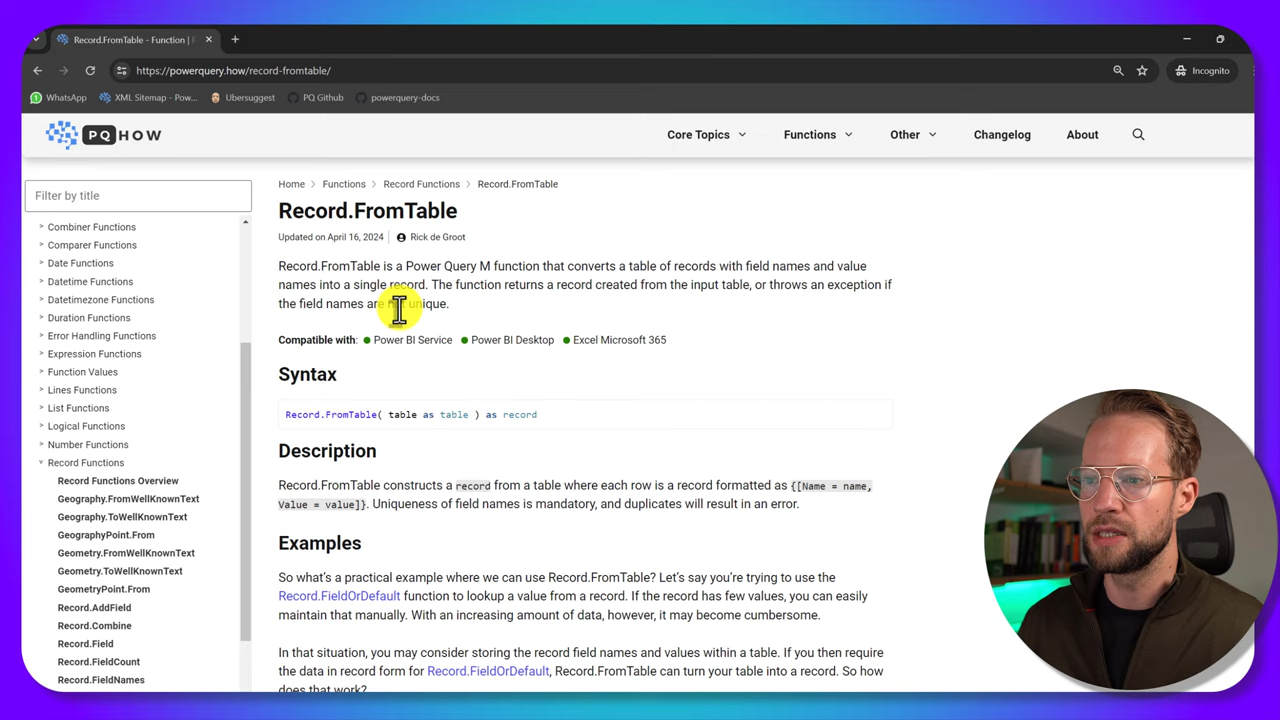 Record.FromTable - Function | F
https://powerquery.how/record-fromtable/
Incognito
WhatsApp
XML Sitemap - Pow...
Ubersuggest
PQ Github
powerquery-docs
PQ HOW
Core Topics
Functions
Other
Changelog
About
Filter by title
Combiner Functions
Comparer Functions
Date Functions
Datetime Functions
Datetimezone Functions
Duration Functions
Error Handling Functions
Expression Functions
Function Values
Lines Functions
List Functions
Logical Functions
Number Functions
Record Functions
Record Functions Overview
Geography.FromWellKnownText
Geography.ToWellKnownText
GeographyPoint.From
Geometry.FromWellKnownText
Geometry.ToWellKnownText
GeometryPoint.From
Record.AddField
Record.Combine
Record.Field
Record.FieldCount
Record.FieldNames
Home > Functions > Record Functions > Record.FromTable
Record.FromTable
Updated on April 16, 2024 | Rick de Groot
Record.FromTable is a Power Query M function that converts a table of records with field names and value
names into a single record. The function returns a record created from the input table, or throws an exception if
the field names are not unique.
Compatible with: Power BI Service Power BI Desktop Excel Microsoft 365
Syntax
Record.FromTable( table as table ) as record
Description
Record.FromTable constructs a record from a table where each row is a record formatted as {[Name = name,
Value = value]}. Uniqueness of field names is mandatory, and duplicates will result in an error.
Examples
So what's a practical example where we can use Record.FromTable? Let's say you're trying to use the
Record.FieldOrDefault function to lookup a value from a record. If the record has few values, you can easily
maintain that manually. With an increasing amount of data, however, it may become cumbersome.
In that situation, you may consider storing the record field names and values within a table. If you then require
the data in record form for Record.FieldOrDefault, Record.FromTable can turn your table into a record. So how
does that work?